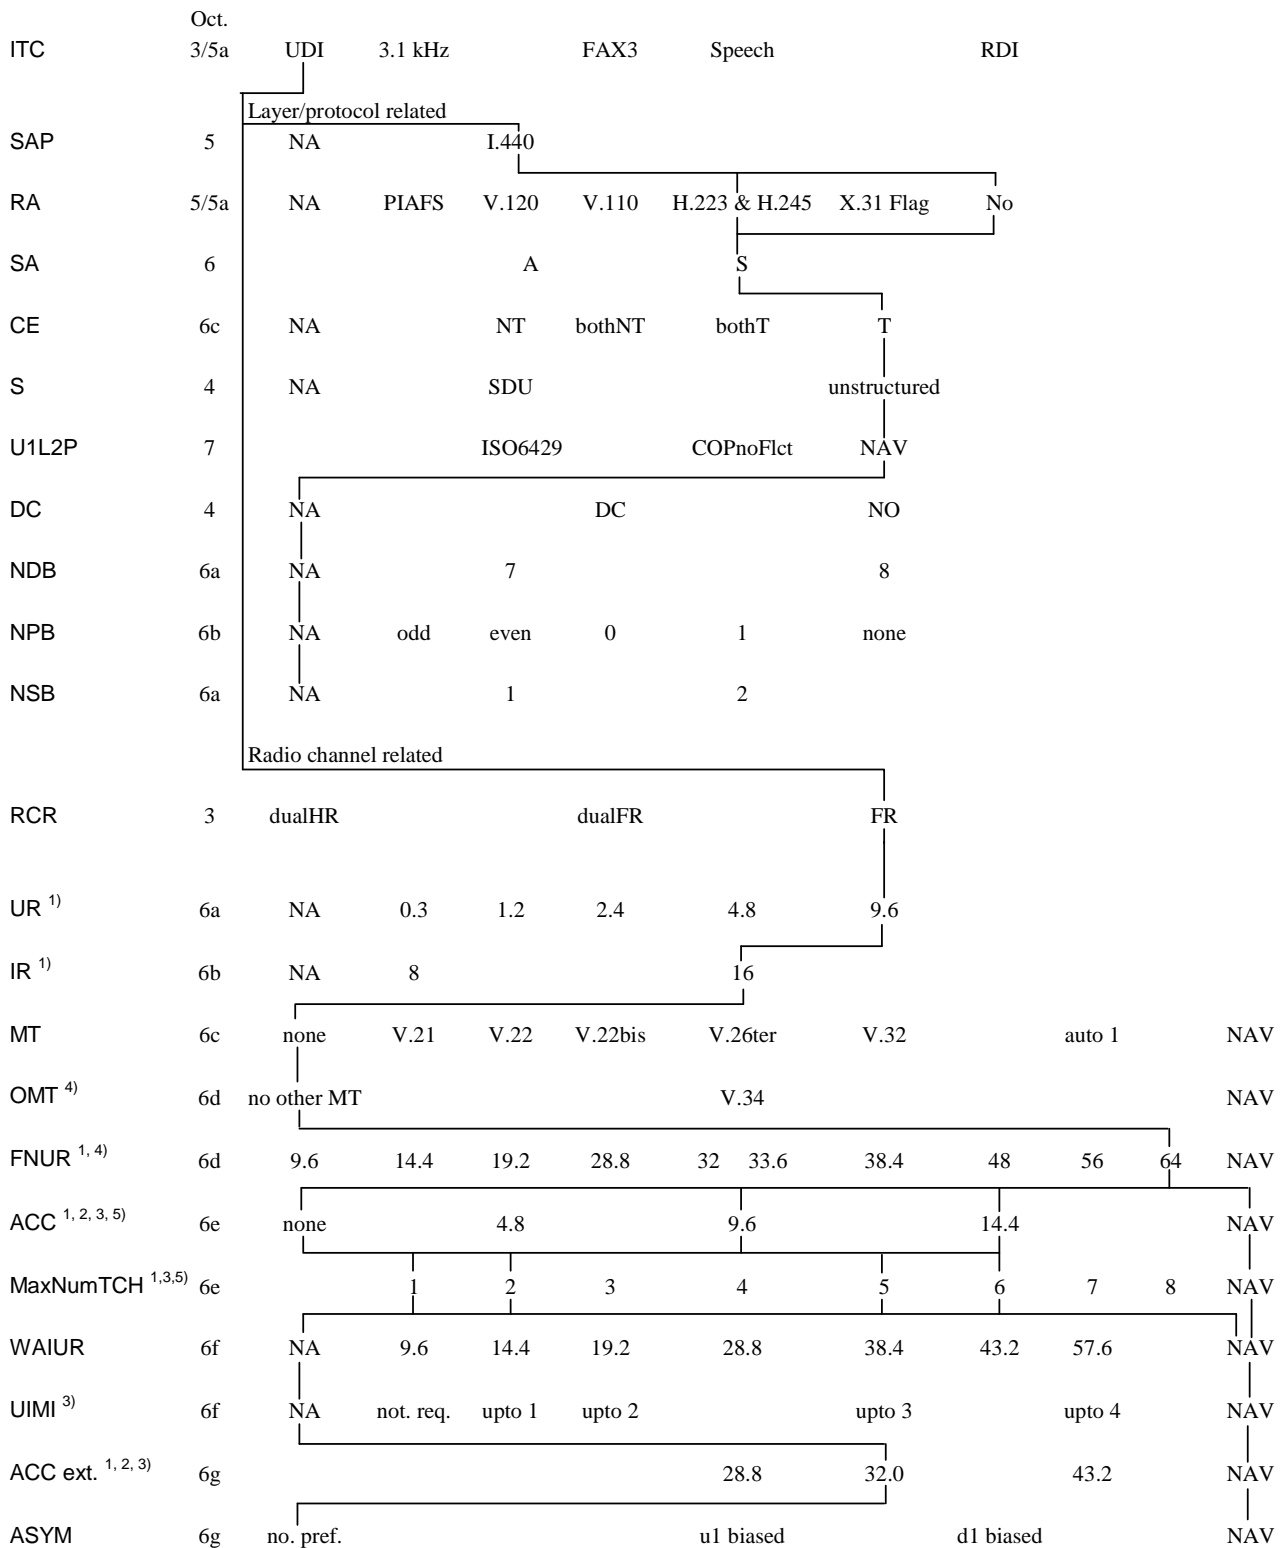 Oct.
ITC 3/5a UDI 3.1 kHz FAX3 Speech RDI
Layer/protocol related
SAP 5 NA I.440
RA 5/5a NA PIAFS V.120 V.110 H.223 & H.245 X.31 Flag No
SA 6 A S
CE 6c NA NT bothNT bothT T
S 4 NA SDU unstructured
U1L2P 7 ISO6429 COPnoFlct NAV
DC 4 NA DC NO
NDB 6a NA 7 8
NPB 6b NA odd even 0 1 none
NSB 6a NA 1 2
Radio channel related
RCR 3 dualHR dualFR FR
UR 1) 6a NA 0.3 1.2 2.4 4.8 9.6
IR 1) 6b NA 8 16
MT 6c none V.21 V.22 V.22bis V.26ter V.32 auto 1 NAV
OMT 4) 6d no other MT V.34 NAV
FNUR 1, 4) 6d 9.6 14.4 19.2 28.8 32 33.6 38.4 48 56 64 NAV
ACC 1, 2, 3, 5) 6e none 4.8 9.6 14.4 NAV
MaxNumTCH 1,3,5) 6e 1 2 3 4 5 6 7 8 NAV
WAIUR 6f NA 9.6 14.4 19.2 28.8 38.4 43.2 57.6 NAV
UIMI 3) 6f NA not. req. upto 1 upto 2 upto 3 upto 4 NAV
ACC ext. 1, 2, 3) 6g 28.8 32.0 43.2 NAV
ASYM 6g no. pref. u1 biased d1 biased NAV